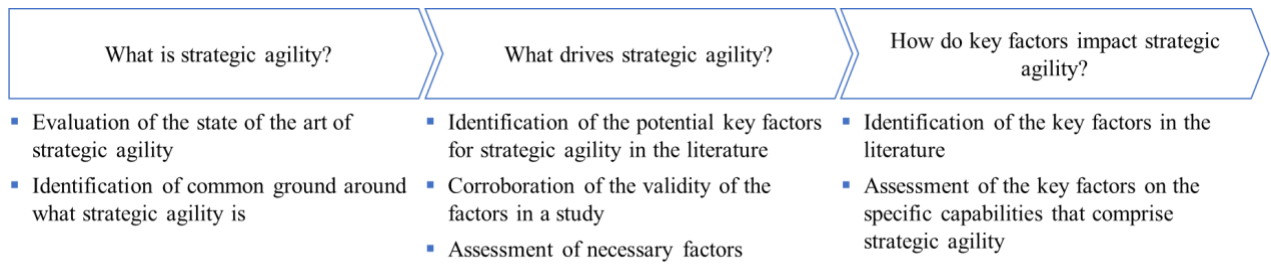 What is strategic agility?
What drives strategic agility?
How do key factors impact strategic
agility?
▪ Evaluation of the state of the art of
strategic agility
▪ Identification of common ground around
what strategic agility is
▪ Identification of the potential key factors
for strategic agility in the literature
▪ Corroboration of the validity of the
factors in a study
▪ Assessment of necessary factors
▪ Identification of the key factors in the
literature
▪ Assessment of the key factors on the
specific capabilities that comprise
strategic agility